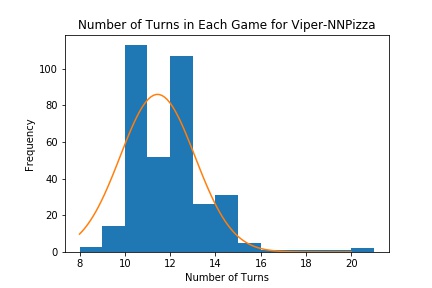 Number of Turns in Each Game for Viper-NNPizza
Frequency
100
80
60
40
20
0
8 10 12 14 16 18 20
Number of Turns